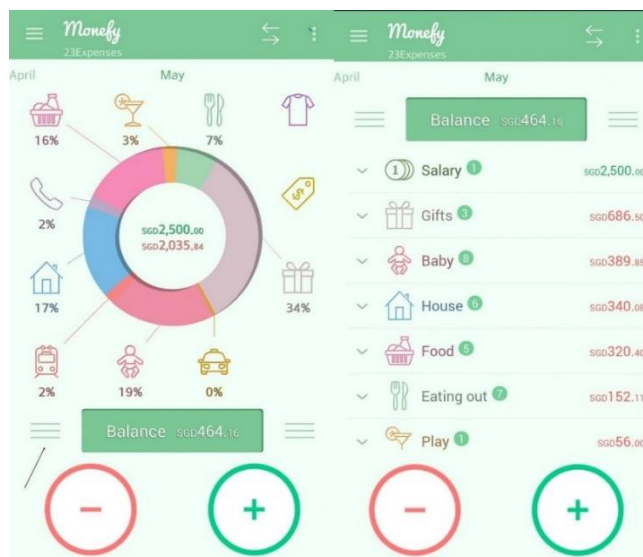 Monefy
23Expenses
April
May
16%
3%
7%
2%
SGD2,500.00
SGD2,035.84
17%
34%
2%
19%
0%
Balance SGD464.16
Monefy
23Expenses
April
May
Balance SGD464.16
Salary 1 SGD2,500.00
Gifts 3 SGD686.50
Baby 8 SGD389.85
House 6 SGD340.08
Food 5 SGD320.40
Eating out 7 SGD152.11
Play 1 SGD56.00